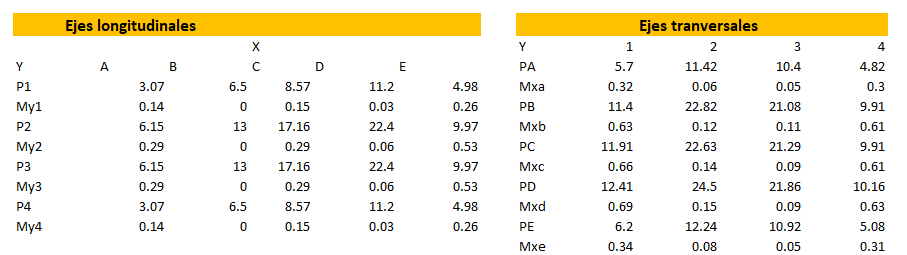 Ejes longitudinales
X
Y A B C D E
P1 3.07 6.5 8.57 11.2 4.98
My1 0.14 0 0.15 0.03 0.26
P2 6.15 13 17.16 22.4 9.97
My2 0.29 0 0.29 0.06 0.53
P3 6.15 13 17.16 22.4 9.97
My3 0.29 0 0.29 0.06 0.53
P4 3.07 6.5 8.57 11.2 4.98
My4 0.14 0 0.15 0.03 0.26
Ejes tranversales
Y 1 2 3 4
PA 5.7 11.42 10.4 4.82
Mxa 0.32 0.06 0.05 0.3
PB 11.4 22.82 21.08 9.91
Mxb 0.63 0.12 0.11 0.61
PC 11.91 22.63 21.29 9.91
Mxc 0.66 0.14 0.09 0.61
PD 12.41 24.5 21.86 10.16
Mxd 0.69 0.15 0.09 0.63
PE 6.2 12.24 10.92 5.08
Mxe 0.34 0.08 0.05 0.31